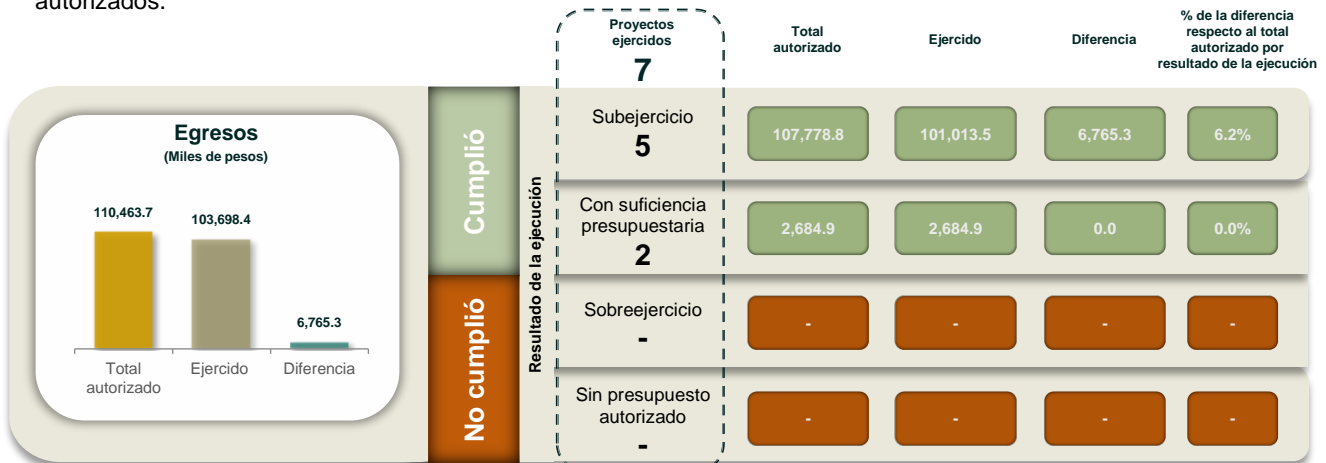 autorizados.
Proyectos
ejercidos
7
Total
autorizado
Ejercido
Diferencia
% de la diferencia
respecto al total
autorizado por
resultado de la ejecución
Egresos
(Miles de pesos)
110,463.7
103,698.4
6,765.3
Total
autorizado
Ejercido
Diferencia
Cumplió
No cumplió
Resultado de la ejecución
Subejercicio
5
107,778.8
101,013.5
6,765.3
6.2%
Con suficiencia
presupuestaria
2
2,684.9
2,684.9
0.0
0.0%
Sobreejercicio
-
-
-
-
-
Sin presupuesto
autorizado
-
-
-
-
-